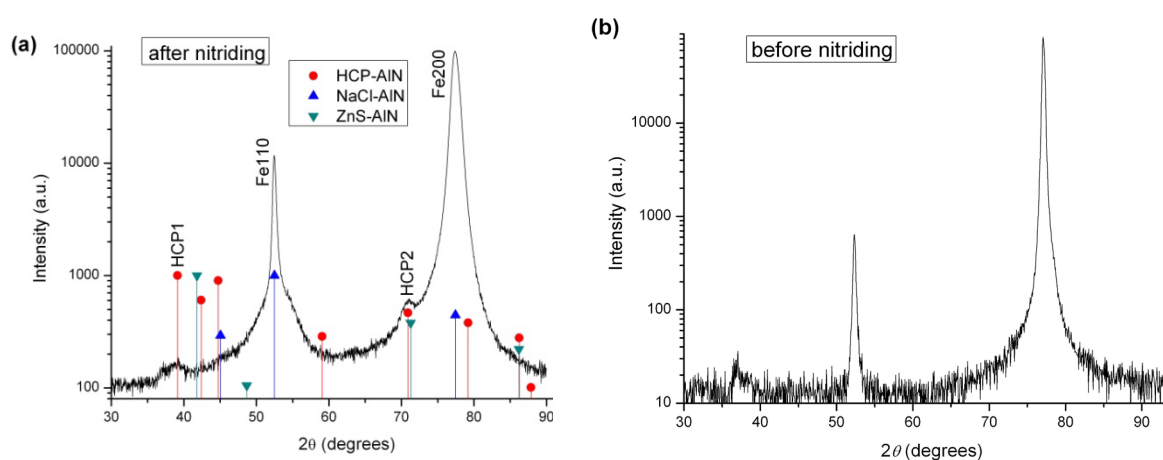 (a)
after nitriding
HCP-AlN
NaCl-AlN
ZnS-AlN
HCP1
Fe110
HCP2
Fe200
Intensity (a.u.)
100000
10000
1000
100
30 40 50 60 70 80 90
2θ (degrees)
(b)
before nitriding
Intensity (a.u.)
10000
1000
100
10
30 40 50 60 70 80 90
2θ (degrees)